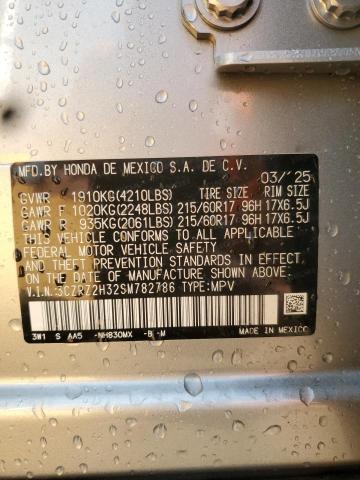 MFD.BY HONDA DE MEXICO S.A. DE C.V.
03/'25
GVWR 1910KG(4210LBS) TIRE SIZE RIM SIZE
GAWR F 1020KG(2248LBS) 215/60R17 96H 17X6.5J
GAWR R 935KG(2061LBS) 215/60R17 96H 17X6.5J
THIS VEHICLE CONFORMS TO ALL APPLICABLE
FEDERAL MOTOR VEHICLE SAFETY AND THEFT
PREVENTION STANDARDS IN EFFECT ON THE
DATE OF MANUFACTURE SHOWN ABOVE.
V.I.N.:3CZRZ2H32SM782786 TYPE:MPV
3W1 S AA5 -NH830MX -B -M
MADE IN MEXICO